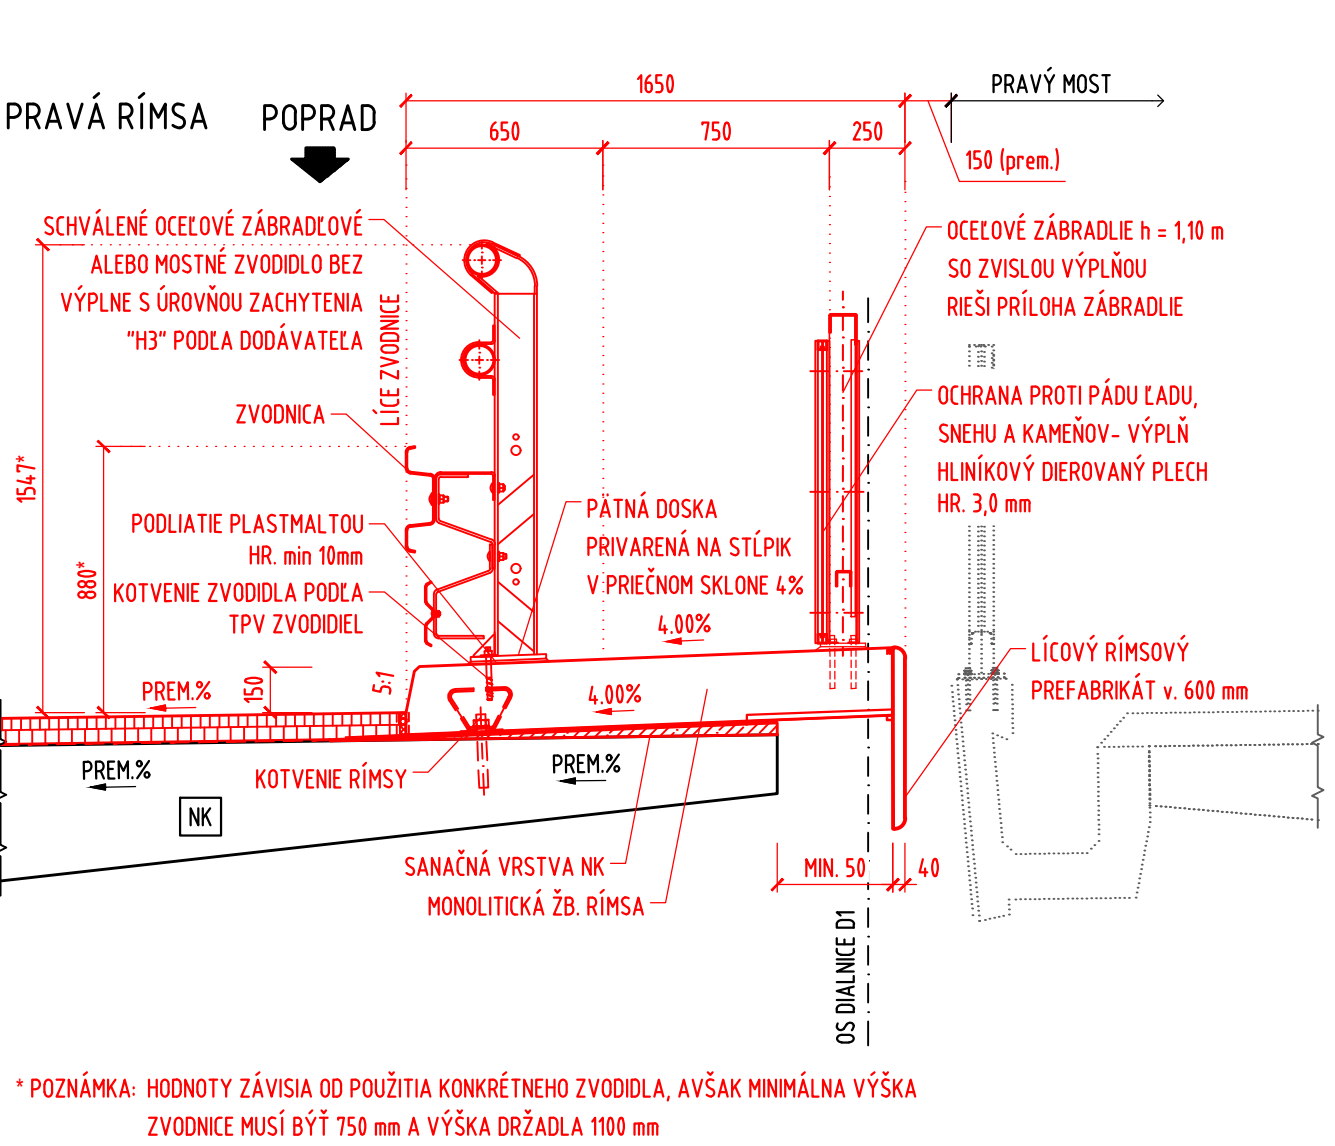 PRAVÁ RÍMSA
POPRAD
1650
PRAVÝ MOST
650
750
250
150 (prem.)
SCHVÁLENÉ OCEĽOVÉ ZÁBRADĽOVÉ
ALEBO MOSTNÉ ZVODIDLO BEZ
VÝPLNE S ÚROVŇOU ZACHYTENIA
"H3" PODĽA DODÁVATEĽA
LÍCE ZVODNICE
OCEĽOVÉ ZÁBRADLIE h = 1,10 m
SO ZVISLOU VÝPLŇOU
RIEŠI PRÍLOHA ZÁBRADLIE
ZVODNICA
OCHRANA PROTI PÁDU ĽADU,
SNEHU A KAMEŇOV- VÝPLŇ
HLINÍKOVÝ DIEROVANÝ PLECH
HR. 3,0 mm
1547*
880*
150
PODLIATIE PLASTMALTOU
HR. min 10mm
KOTVENIE ZVODIDLA PODĽA
TPV ZVODIDIEL
PÄTNÁ DOSKA
PRIVARENÁ NA STĹPIK
V PRIEČNOM SKLONE 4%
4.00%
LÍCOVÝ RÍMSOVÝ
PREFABRIKÁT v. 600 mm
PREM.%
5:1
4.00%
PREM.%
KOTVENIE RÍMSY
PREM.%
NK
SANAČNÁ VRSTVA NK
MONOLITICKÁ ŽB. RÍMSA
MIN. 50
40
OS DIALNICE D1
* POZNÁMKA: HODNOTY ZÁVISIA OD POUŽITIA KONKRÉTNEHO ZVODIDLA, AVŠAK MINIMÁLNA VÝŠKA
ZVODNICE MUSÍ BÝŤ 750 mm A VÝŠKA DRŽADLA 1100 mm